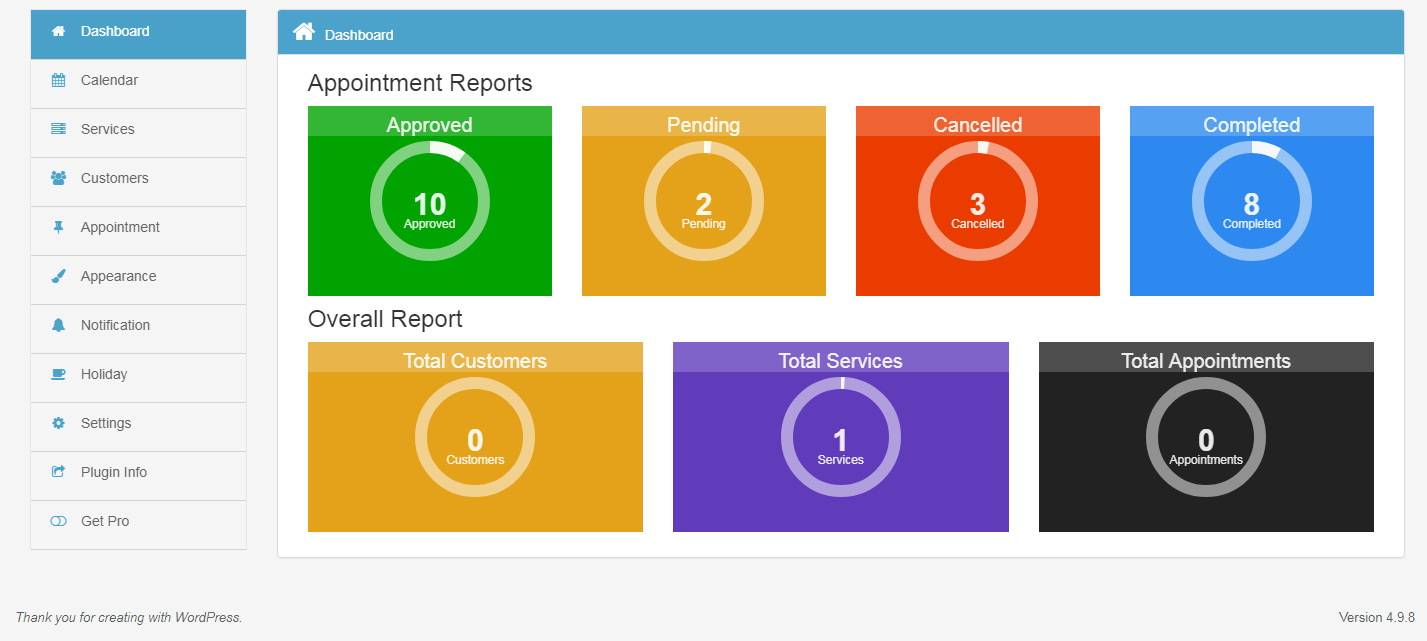 Dashboard
Calendar
Services
Customers
Appointment
Appearance
Notification
Holiday
Settings
Plugin Info
Get Pro
Dashboard
Appointment Reports
Approved
10
Approved
Pending
2
Pending
Cancelled
3
Cancelled
Completed
8
Completed
Overall Report
Total Customers
0
Customers
Total Services
1
Services
Total Appointments
0
Appointments
Thank you for creating with WordPress.
Version 4.9.8